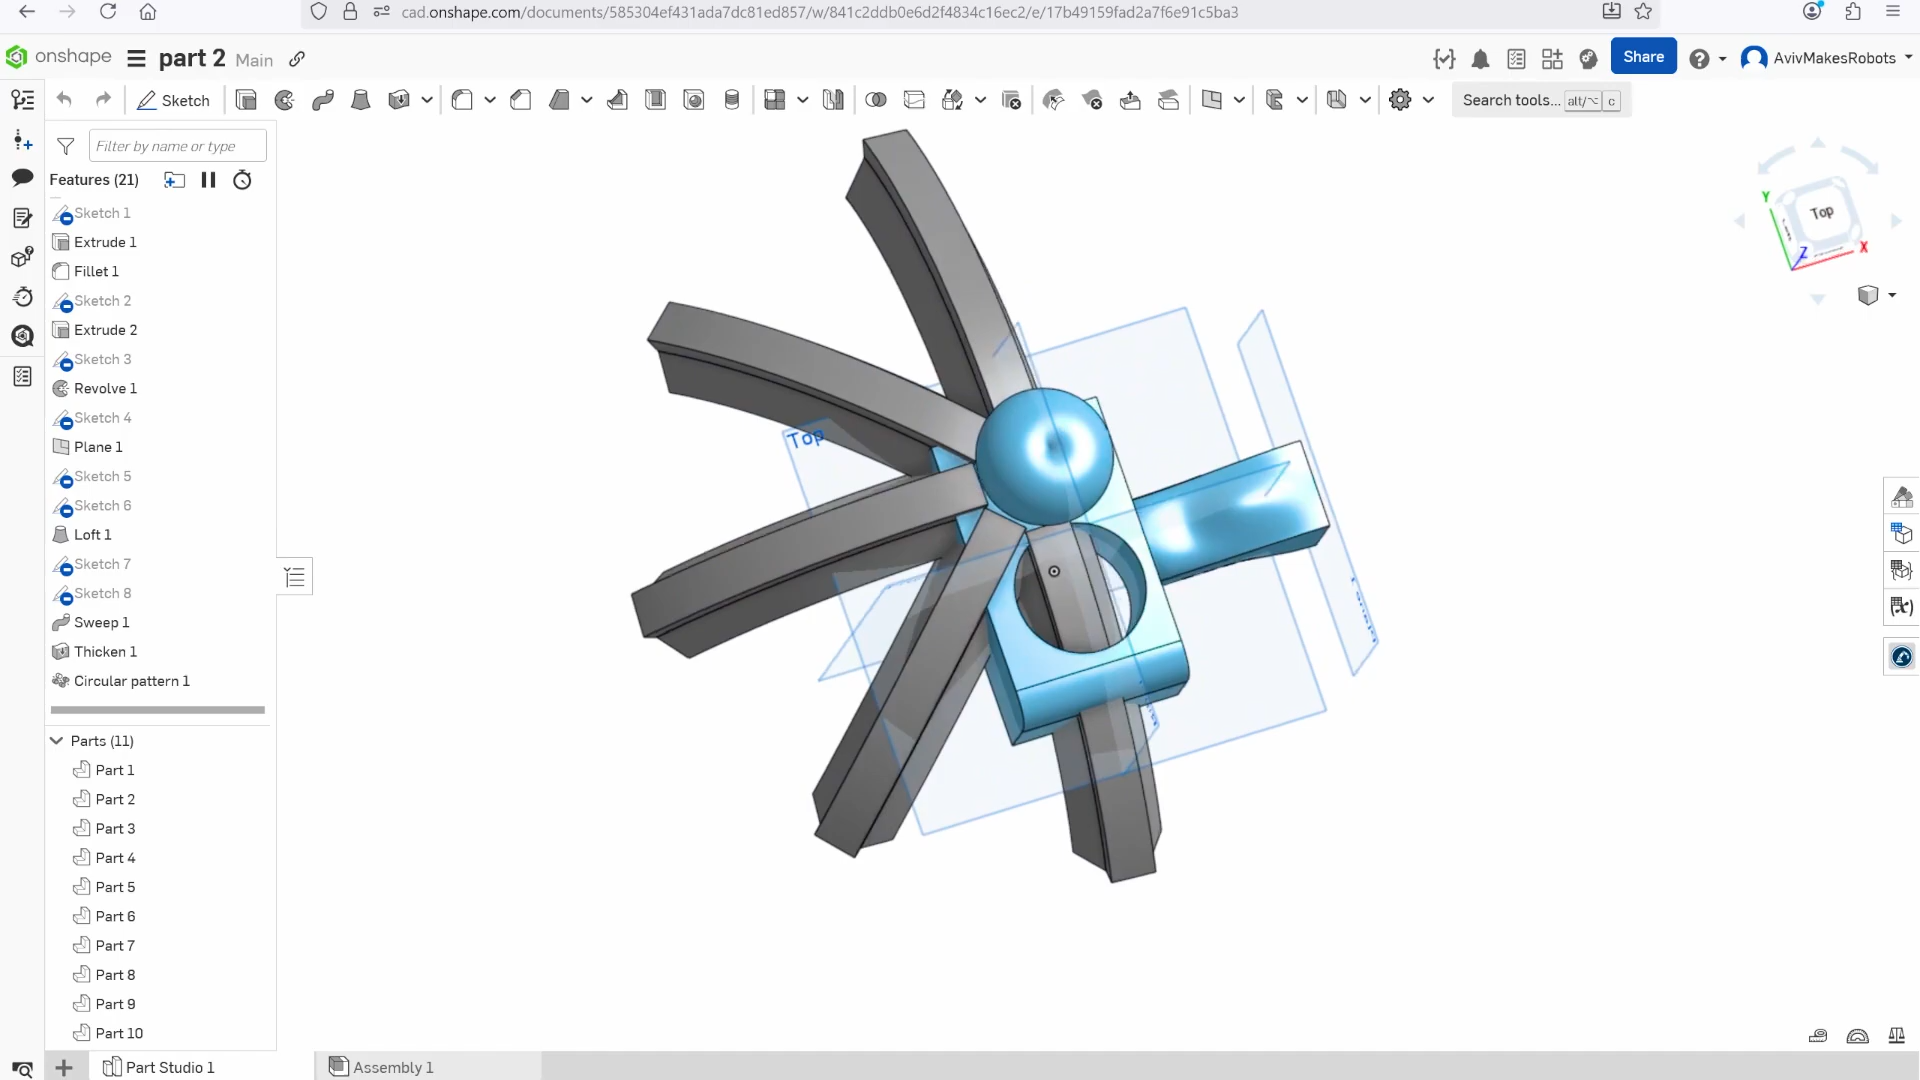 cad.onshape.com/documents/585304ef431ada7dc81ed857/w/841c2ddb0e6d2f4834c16ec2/e/17b49159fad2a7f6e91c5ba3
onshape
part 2 Main
Share
AvivMakesRobots
Sketch
Search tools... alt/⌥ c
Filter by name or type
Features (21)
Sketch 1
Extrude 1
Fillet 1
Sketch 2
Extrude 2
Sketch 3
Revolve 1
Sketch 4
Plane 1
Sketch 5
Sketch 6
Loft 1
Sketch 7
Sketch 8
Sweep 1
Thicken 1
Circular pattern 1
Parts (11)
Part 1
Part 2
Part 3
Part 4
Part 5
Part 6
Part 7
Part 8
Part 9
Part 10
Top
Y
Top
Z
X
Part Studio 1
Assembly 1